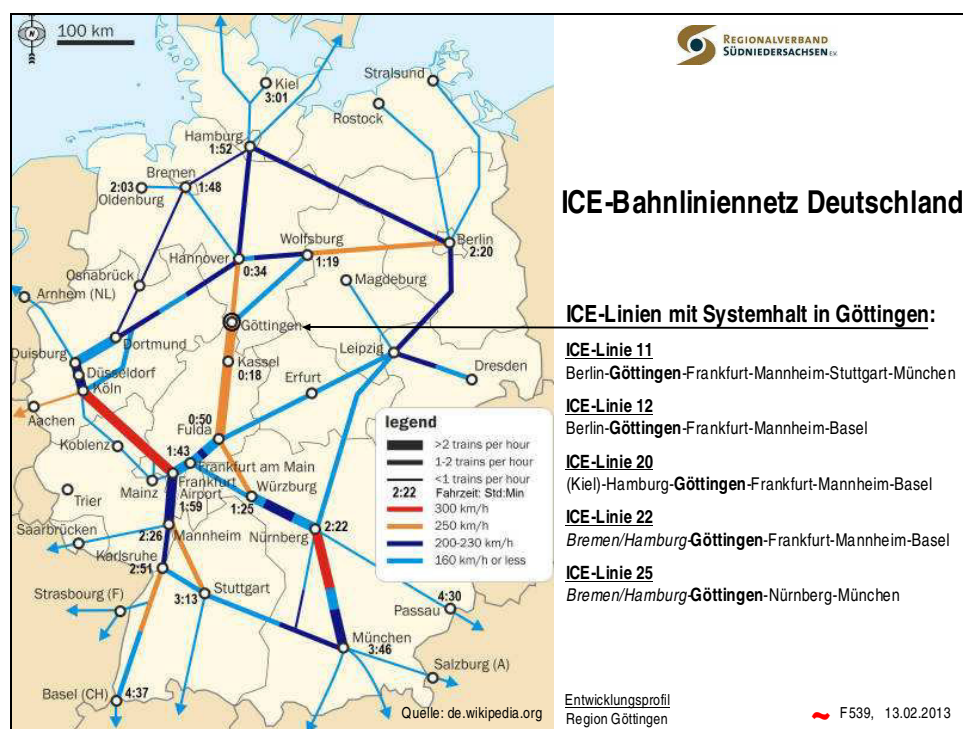 100 km
Kiel
3:01
Stralsund
Rostock
Hamburg
1:52
Bremen
2:03
1:48
Oldenburg
Wolfsburg
Berlin
2:20
Hannover
0:34
1:19
Osnabrück
Magdeburg
Arnhem (NL)
Göttingen
Dortmund
Duisburg
Leipzig
Kassel
0:18
Düsseldorf
Köln
Erfurt
Dresden
Aachen
0:50
Fulda
Koblenz
1:43
Frankfurt am Main
Mainz
Frankfurt
Airport
1:59
Würzburg
1:25
Trier
Saarbrücken
2:26
Mannheim
Nürnberg
2:22
Karlsruhe
2:51
Stuttgart
3:13
Strasbourg (F)
4:30
Passau
München
3:46
Salzburg (A)
Basel (CH)
4:37
legend
>2 trains per hour
1-2 trains per hour
<1 trains per hour
2:22 Fahrzeit: Std:Min
300 km/h
250 km/h
200-230 km/h
160 km/h or less
Quelle: de.wikipedia.org
REGIONALVERBAND
SÜDNIEDERSACHSEN E.V.
ICE-Bahnliniennetz Deutschland
ICE-Linien mit Systemhalt in Göttingen:
ICE-Linie 11
Berlin-Göttingen-Frankfurt-Mannheim-Stuttgart-München
ICE-Linie 12
Berlin-Göttingen-Frankfurt-Mannheim-Basel
ICE-Linie 20
(Kiel)-Hamburg-Göttingen-Frankfurt-Mannheim-Basel
ICE-Linie 22
Bremen/Hamburg-Göttingen-Frankfurt-Mannheim-Basel
ICE-Linie 25
Bremen/Hamburg-Göttingen-Nürnberg-München
Entwicklungsprofil
Region Göttingen
F539, 13.02.2013